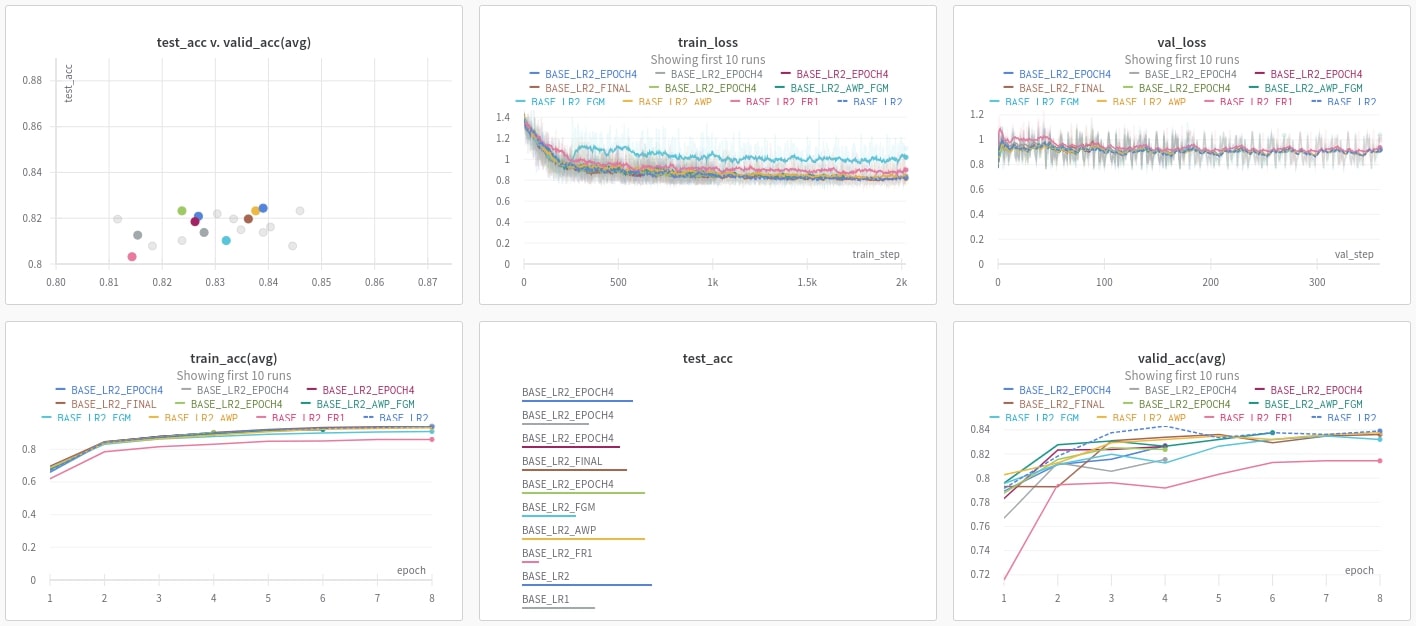 test_acc v. valid_acc(avg)
test_acc
0.88
0.86
0.84
0.82
0.8
0.80 0.81 0.82 0.83 0.84 0.85 0.86 0.87
train_loss
Showing first 10 runs
BASE_LR2_EPOCH4 BASE_LR2_EPOCH4 BASE_LR2_EPOCH4
BASE_LR2_FINAL BASE_LR2_EPOCH4 BASE_LR2_AWP_FGM
BASE_LR2_FGM BASE_LR2_AWP BASE_LR2_FR1 BASE_LR2
1.4
1.2
1
0.8
0.6
0.4
0.2
0
train_step
0 500 1k 1.5k 2k
val_loss
Showing first 10 runs
BASE_LR2_EPOCH4 BASE_LR2_EPOCH4 BASE_LR2_EPOCH4
BASE_LR2_FINAL BASE_LR2_EPOCH4 BASE_LR2_AWP_FGM
BASE_LR2_FGM BASE_LR2_AWP BASE_LR2_FR1 BASE_LR2
1.2
1
0.8
0.6
0.4
0.2
0
val_step
0 100 200 300
train_acc(avg)
Showing first 10 runs
BASE_LR2_EPOCH4 BASE_LR2_EPOCH4 BASE_LR2_EPOCH4
BASE_LR2_FINAL BASE_LR2_EPOCH4 BASE_LR2_AWP_FGM
BASE_LR2_FGM BASE_LR2_AWP BASE_LR2_FR1 BASE_LR2
0.8
0.6
0.4
0.2
0
epoch
1 2 3 4 5 6 7 8
test_acc
BASE_LR2_EPOCH4
BASE_LR2_EPOCH4
BASE_LR2_EPOCH4
BASE_LR2_FINAL
BASE_LR2_EPOCH4
BASE_LR2_FGM
BASE_LR2_AWP
BASE_LR2_FR1
BASE_LR2
BASE_LR1
valid_acc(avg)
Showing first 10 runs
BASE_LR2_EPOCH4 BASE_LR2_EPOCH4 BASE_LR2_EPOCH4
BASE_LR2_FINAL BASE_LR2_EPOCH4 BASE_LR2_AWP_FGM
BASE_LR2_FGM BASE_LR2_AWP BASE_LR2_FR1 BASE_LR2
0.84
0.82
0.8
0.78
0.76
0.74
0.72
epoch
1 2 3 4 5 6 7 8